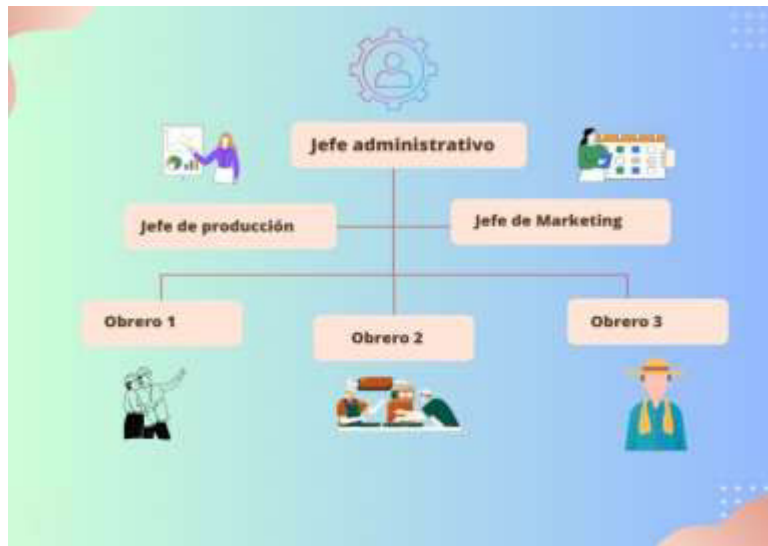 Jefe administrativo
Jefe de producción
Jefe de Marketing
Obrero 1
Obrero 2
Obrero 3